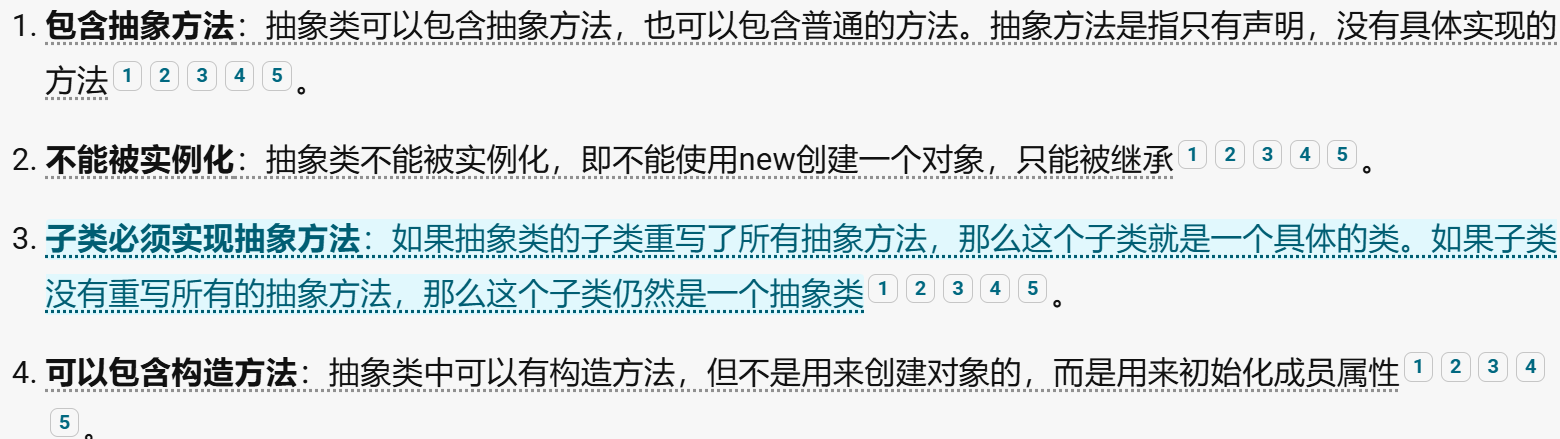 1. 包含抽象方法：抽象类可以包含抽象方法，也可以包含普通的方法。抽象方法是指只有声明，没有具体实现的
方法 1 2 3 4 5 。
2. 不能被实例化：抽象类不能被实例化，即不能使用new创建一个对象，只能被继承 1 2 3 4 5 。
3. 子类必须实现抽象方法：如果抽象类的子类重写了所有抽象方法，那么这个子类就是一个具体的类。如果子类
没有重写所有的抽象方法，那么这个子类仍然是一个抽象类 1 2 3 4 5 。
4. 可以包含构造方法：抽象类中可以有构造方法，但不是用来创建对象的，而是用来初始化成员属性 1 2 3 4
5 。